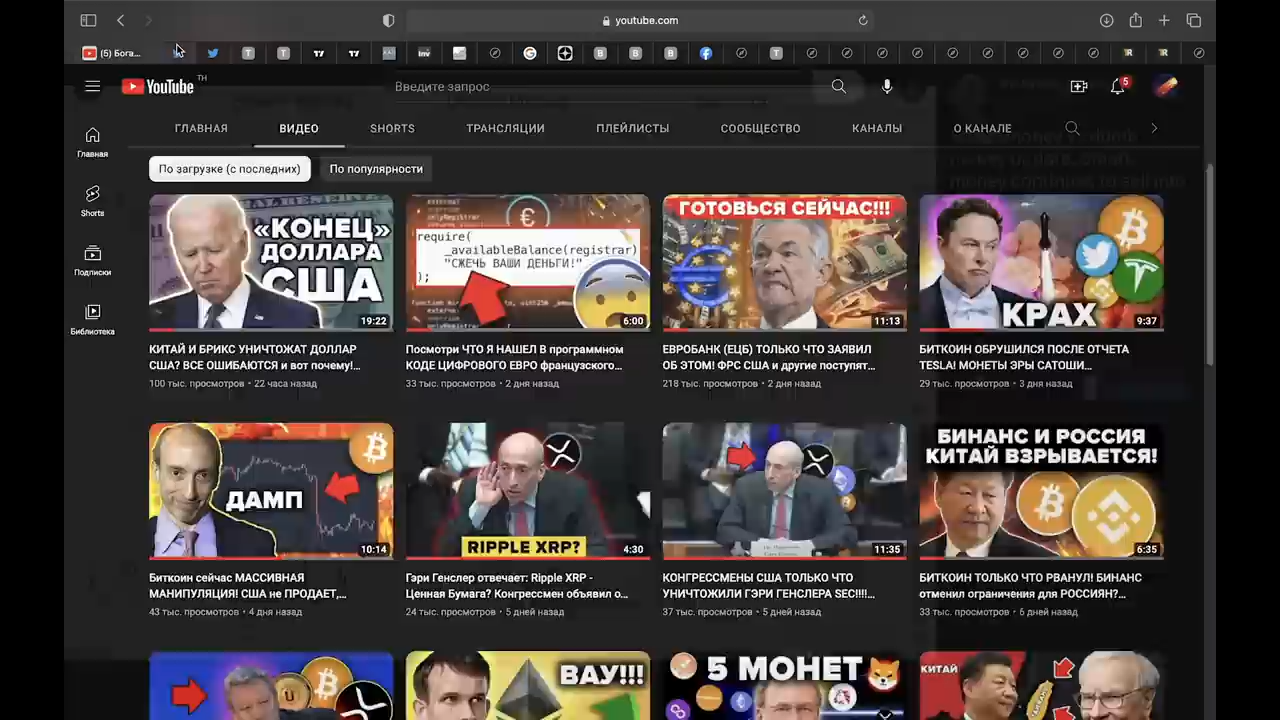 youtube.com
(5) Бога...
inv
YouTube
TH
Введите запрос
5
ГЛАВНАЯ ВИДЕО SHORTS ТРАНСЛЯЦИИ ПЛЕЙЛИСТЫ СООБЩЕСТВО КАНАЛЫ О КАНАЛЕ
Главная
Shorts
Подписки
Библиотека
По загрузке (с последних) По популярности
«КОНЕЦ»
ДОЛЛАРА
США
19:22
КИТАЙ И БРИКС УНИЧТОЖАТ ДОЛЛАР
США? ВСЕ ОШИБАЮТСЯ и вот почему!...
100 тыс. просмотров • 22 часа назад
require(
_availableBalance(registrar)
"СЖЕЧЬ ВАШИ ДЕНЬГИ!"
);
6:00
Посмотри ЧТО Я НАШЕЛ В программном
КОДЕ ЦИФРОВОГО ЕВРО французского...
33 тыс. просмотров • 2 дня назад
ГОТОВЬСЯ СЕЙЧАС!!!
11:13
ЕВРОБАНК (ЕЦБ) ТОЛЬКО ЧТО ЗАЯВИЛ
ОБ ЭТОМ! ФРС США и другие поступят...
218 тыс. просмотров • 2 дня назад
КРАХ
9:37
БИТКОИН ОБРУШИЛСЯ ПОСЛЕ ОТЧЕТА
TESLA! МОНЕТЫ ЭРЫ САТОШИ...
29 тыс. просмотров • 3 дня назад
ДАМП
10:14
Биткоин сейчас МАССИВНАЯ
МАНИПУЛЯЦИЯ! США не ПРОДАЕТ,...
43 тыс. просмотров • 4 дня назад
RIPPLE XRP?
4:30
Гэри Генслер отвечает: Ripple XRP -
Ценная Бумага? Конгрессмен объявил о...
24 тыс. просмотров • 5 дней назад
11:35
КОНГРЕССМЕНЫ США ТОЛЬКО ЧТО
УНИЧТОЖИЛИ ГЭРИ ГЕНСЛЕРА SEC!!!!...
37 тыс. просмотров • 5 дней назад
БИНАНС И РОССИЯ
КИТАЙ ВЗРЫВАЕТСЯ!
6:35
БИТКОИН ТОЛЬКО ЧТО РВАНУЛ! БИНАНС
отменил ограничения для РОССИЯН?...
33 тыс. просмотров • 6 дней назад
ВАУ!!!
5 МОНЕТ
КИТАЙ